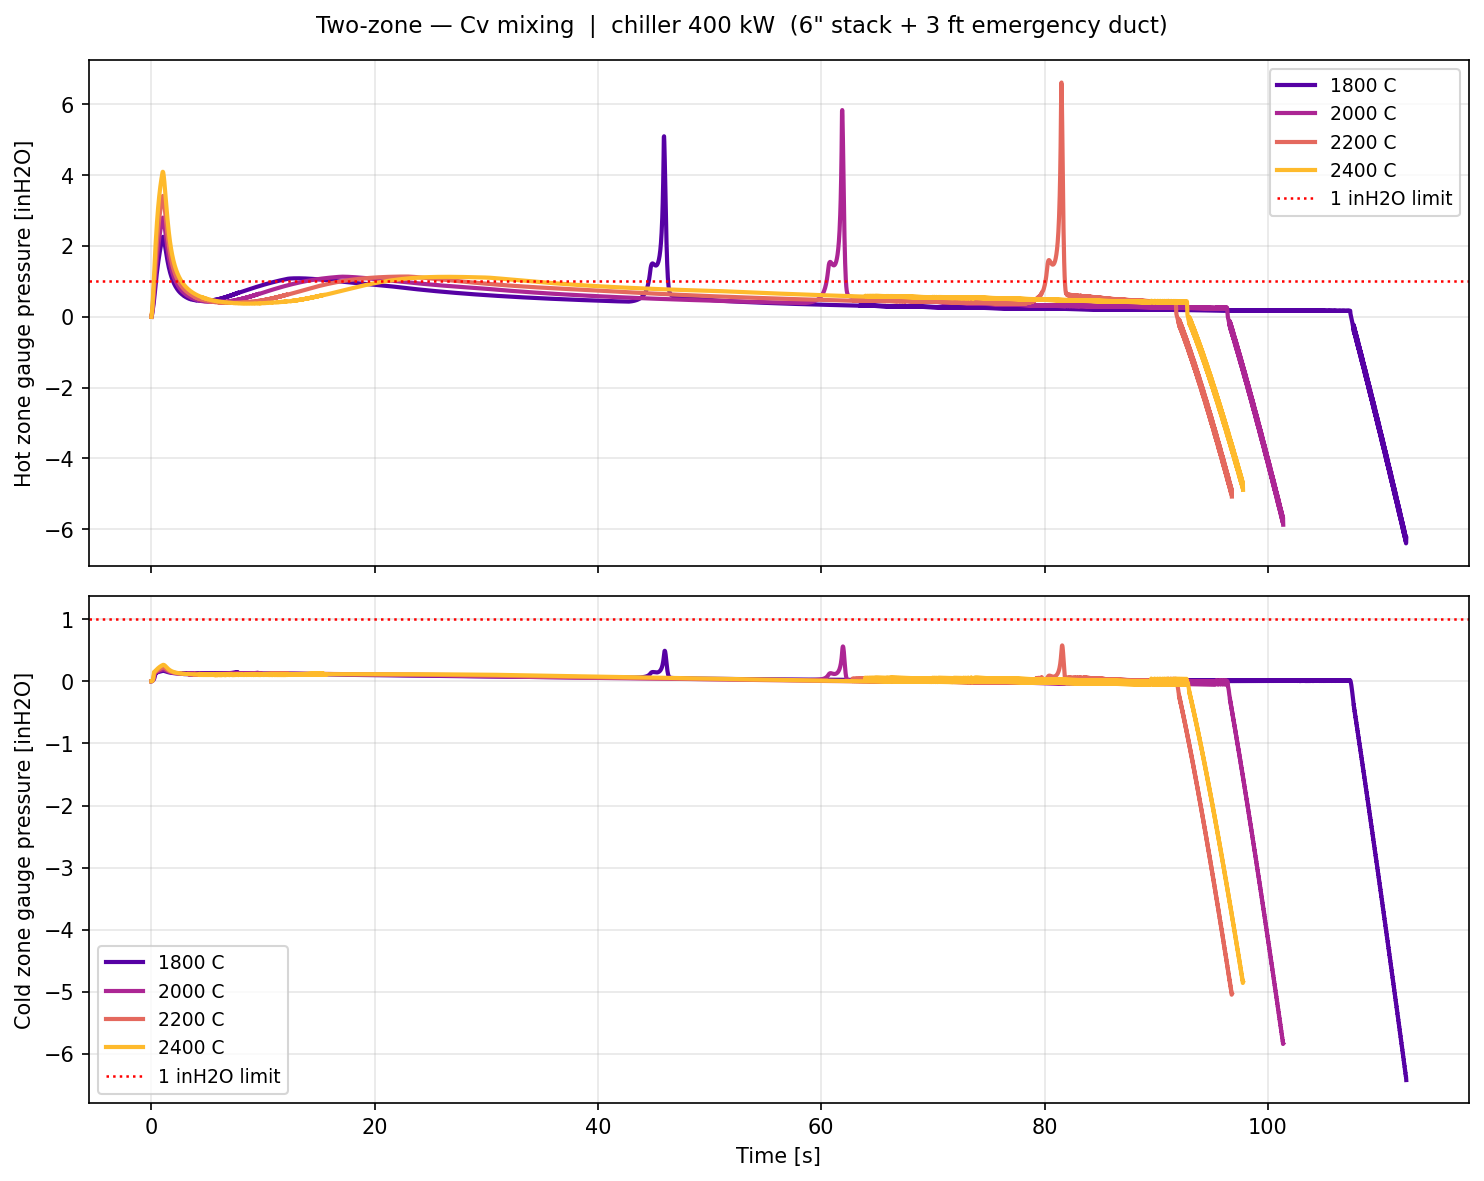 Two-zone — Cv mixing | chiller 400 kW (6" stack + 3 ft emergency duct)
Hot zone gauge pressure [inH2O]
6
4
2
0
−2
−4
−6
1800 C
2000 C
2200 C
2400 C
1 inH2O limit
Cold zone gauge pressure [inH2O]
1
0
−1
−2
−3
−4
−5
−6
1800 C
2000 C
2200 C
2400 C
1 inH2O limit
0 20 40 60 80 100
Time [s]